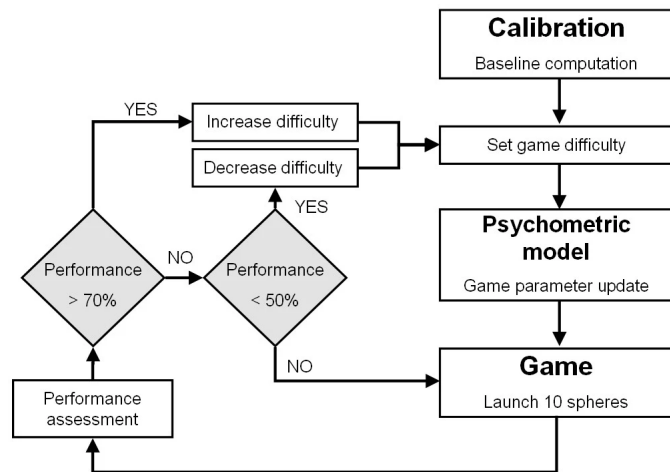 Calibration
Baseline computation
YES
Increase difficulty
Decrease difficulty
Set game difficulty
YES
Psychometric
model
Game parameter update
Performance
> 70%
NO
Performance
< 50%
NO
Game
Launch 10 spheres
Performance
assessment